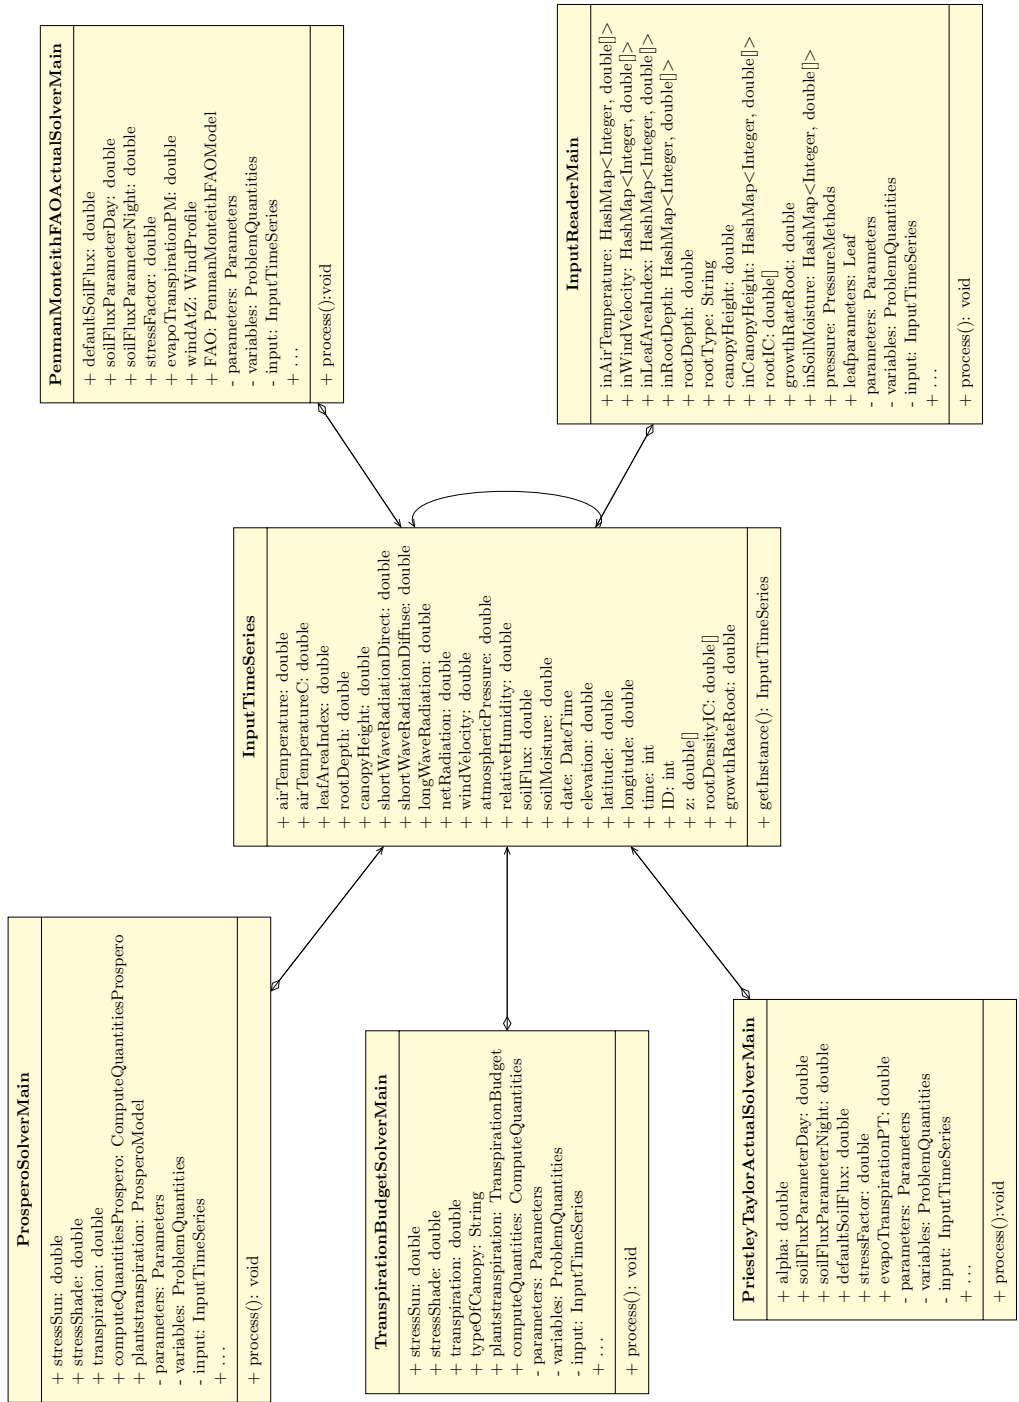 ProsperoSolverMain
+ stressSun: double
+ stressShade: double
+ transpiration: double
+ computeQuantitiesProspero: ComputeQuantitiesProspero
+ plantstranspiration: ProsperoModel
- parameters: Parameters
- variables: ProblemQuantities
- input: InputTimeSeries
+ ...
+ process(): void
TranspirationBudgetSolverMain
+ stressSun: double
+ stressShade: double
+ transpiration: double
+ typeOfCanopy: String
+ plantstranspiration: TranspirationBudget
+ computeQuantities: ComputeQuantities
- parameters: Parameters
- variables: ProblemQuantities
- input: InputTimeSeries
+ ...
+ process(): void
PriestleyTaylorActualSolverMain
+ alpha: double
+ soilFluxParameterDay: double
+ soilFluxParameterNight: double
+ defaultSoilFlux: double
+ stressFactor: double
+ evapoTranspirationPT: double
- parameters: Parameters
- variables: ProblemQuantities
- input: InputTimeSeries
+ ...
+ process():void
InputTimeSeries
+ airTemperature: double
+ airTemperatureC: double
+ leafAreaIndex: double
+ rootDepth: double
+ canopyHeight: double
+ shortWaveRadiationDirect: double
+ shortWaveRadiationDiffuse: double
+ longWaveRadiation: double
+ netRadiation: double
+ windVelocity: double
+ atmosphericPressure: double
+ relativeHumidity: double
+ soilFlux: double
+ soilMoisture: double
+ date: DateTime
+ elevation: double
+ latitude: double
+ longitude: double
+ time: int
+ ID: int
+ z: double[]
+ rootDensityIC: double[]
+ growthRateRoot: double
+ getInstance(): InputTimeSeries
PenmanMonteithFAOActualSolverMain
+ defaultSoilFlux: double
+ soilFluxParameterDay: double
+ soilFluxParameterNight: double
+ stressFactor: double
+ evapoTranspirationPM: double
+ windAtZ: WindProfile
+ FAO: PenmanMonteithFAOModel
- parameters: Parameters
- variables: ProblemQuantities
- input: InputTimeSeries
+ ...
+ process():void
InputReaderMain
+ inAirTemperature: HashMap<Integer, double[]>
+ inWindVelocity: HashMap<Integer, double[]>
+ inLeafAreaIndex: HashMap<Integer, double[]>
+ inRootDepth: HashMap<Integer, double[]>
+ rootDepth: double
+ rootType: String
+ canopyHeight: double
+ inCanopyHeight: HashMap<Integer, double[]>
+ rootIC: double[]
+ growthRateRoot: double
+ inSoilMoisture: HashMap<Integer, double[]>
+ pressure: PressureMethods
+ leafparameters: Leaf
- parameters: Parameters
- variables: ProblemQuantities
- input: InputTimeSeries
+ ...
+ process(): void